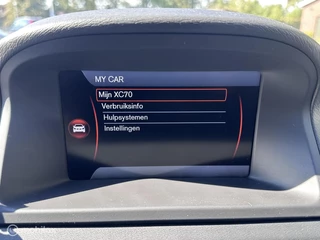 MY CAR
Mijn XC70
Verbruiksinfo
Hulpsystemen
Instellingen